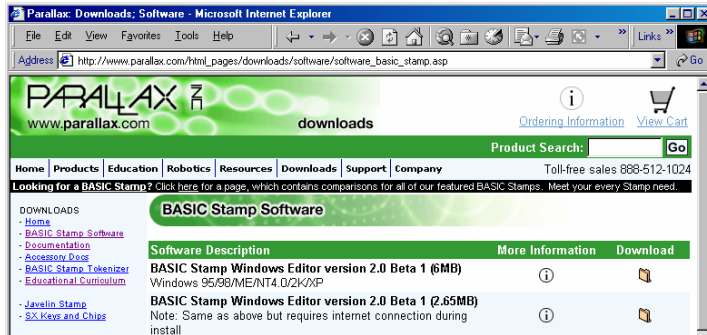 Parallax: Downloads; Software - Microsoft Internet Explorer
File Edit View Favorites Tools Help
Links »
Address http://www.parallax.com/html_pages/downloads/software/software_basic_stamp.asp Go
PARALLAX INC
www.parallax.com
downloads
Ordering Information View Cart
Product Search: Go
Home Products Education Robotics Resources Downloads Support Company
Toll-free sales 888-512-1024
Looking for a BASIC Stamp? Click here for a page, which contains comparisons for all of our featured BASIC Stamps. Meet your every Stamp need.
DOWNLOADS
- Home
- BASIC Stamp Software
- Documentation
- Accessory Docs
- BASIC Stamp Tokenizer
- Educational Curriculum
- Javelin Stamp
- SX Keys and Chips
BASIC Stamp Software
Software Description More Information Download
BASIC Stamp Windows Editor version 2.0 Beta 1 (6MB)
Windows 95/98/ME/NT4.0/2K/XP
BASIC Stamp Windows Editor version 2.0 Beta 1 (2.65MB)
Note: Same as above but requires internet connection during
install